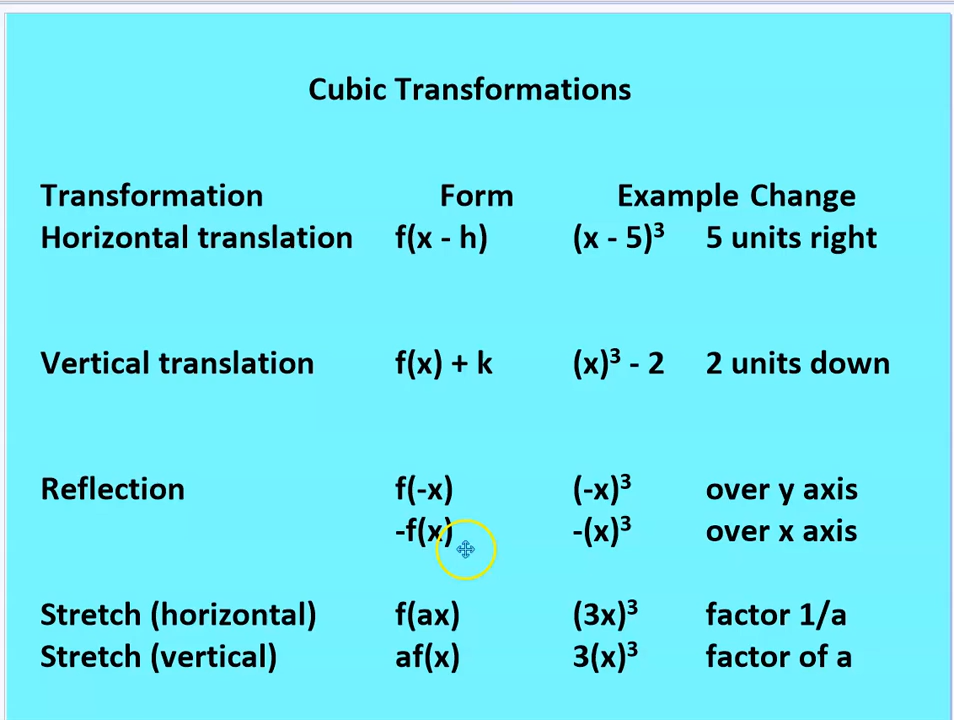 Cubic Transformations
Transformation Form Example Change
Horizontal translation f(x - h) (x - 5)³ 5 units right
Vertical translation f(x) + k (x)³ - 2 2 units down
Reflection f(-x) (-x)³ over y axis
-f(x) -(x)³ over x axis
Stretch (horizontal) f(ax) (3x)³ factor 1/a
Stretch (vertical) af(x) 3(x)³ factor of a